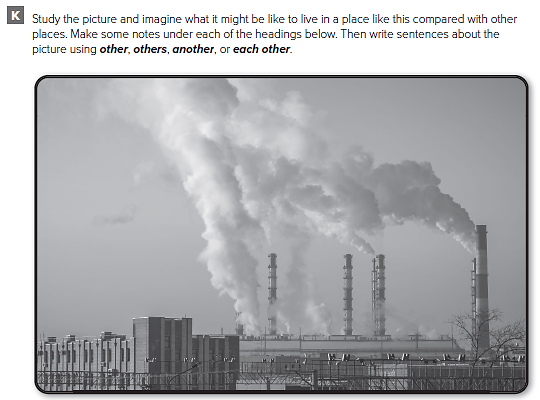 K Study the picture and imagine what it might be like to live in a place like this compared with other
places. Make some notes under each of the headings below. Then write sentences about the
picture using other, others, another, or each other.